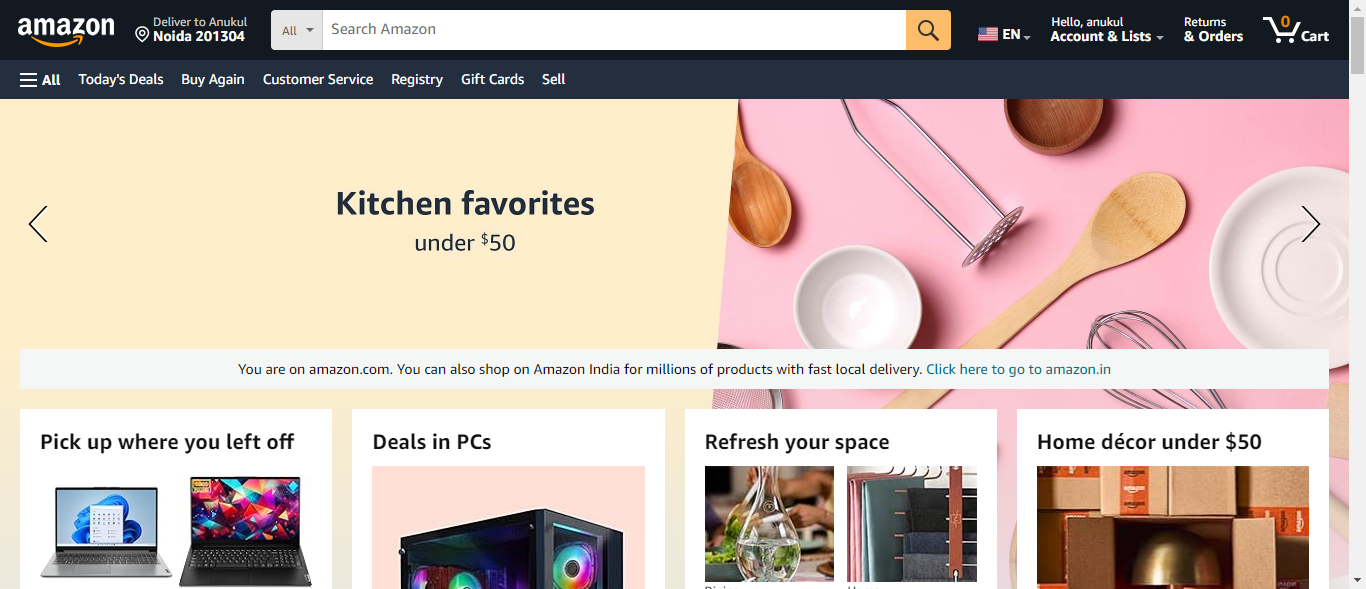 amazon
Deliver to Anukul
Noida 201304
All
Search Amazon
EN
Hello, anukul
Account & Lists
Returns
& Orders
0
Cart
All
Today's Deals
Buy Again
Customer Service
Registry
Gift Cards
Sell
Kitchen favorites
under $50
You are on amazon.com. You can also shop on Amazon India for millions of products with fast local delivery. Click here to go to amazon.in
Pick up where you left off
Deals in PCs
Refresh your space
Home décor under $50